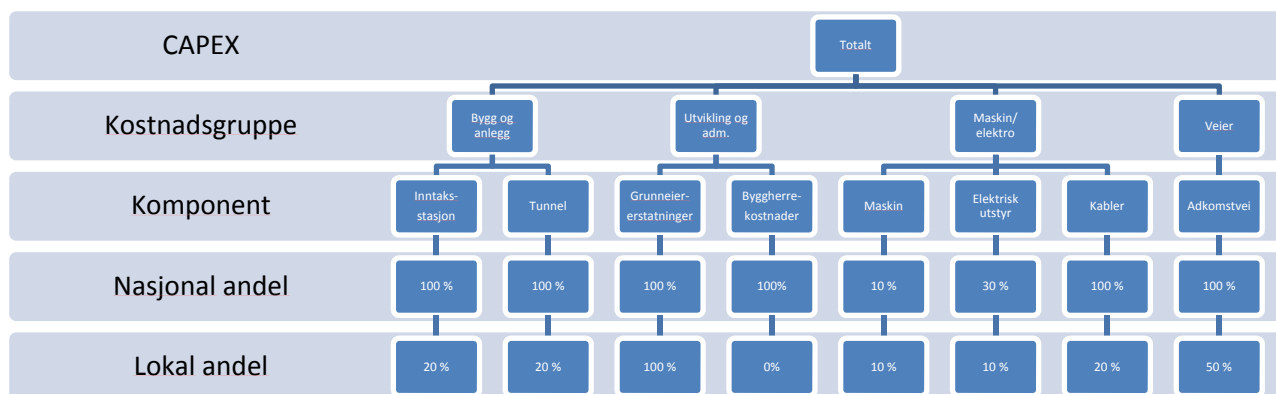 CAPEX
Totalt
Kostnadsgruppe
Bygg og
anlegg
Utvikling og
adm.
Maskin/
elektro
Veier
Komponent
Inntaks-
stasjon
Tunnel
Grunneier-
erstatninger
Byggherre-
kostnader
Maskin
Elektrisk
utstyr
Kabler
Adkomstvei
Nasjonal andel
100 %
100 %
100 %
100%
10 %
30 %
100 %
100 %
Lokal andel
20 %
20 %
100 %
0%
10 %
10 %
20 %
50 %